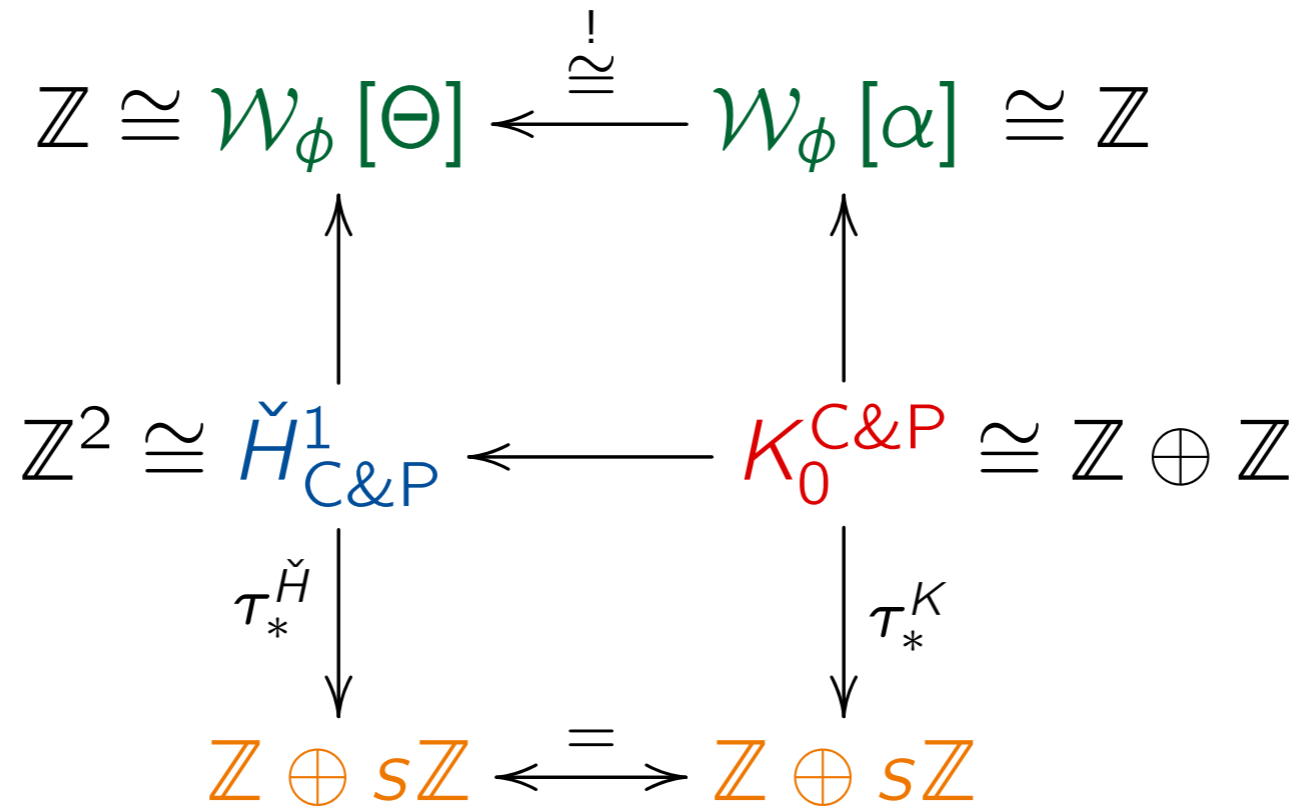 !
ℤ ≅ 𝒲_ϕ [Θ] ≅ 𝒲_ϕ [α] ≅ ℤ
ℤ² ≅ Ȟ¹_C&P K₀^C&P ≅ ℤ ⊕ ℤ
τ_*^Ȟ τ_*^K
=
ℤ ⊕ sℤ ℤ ⊕ sℤ